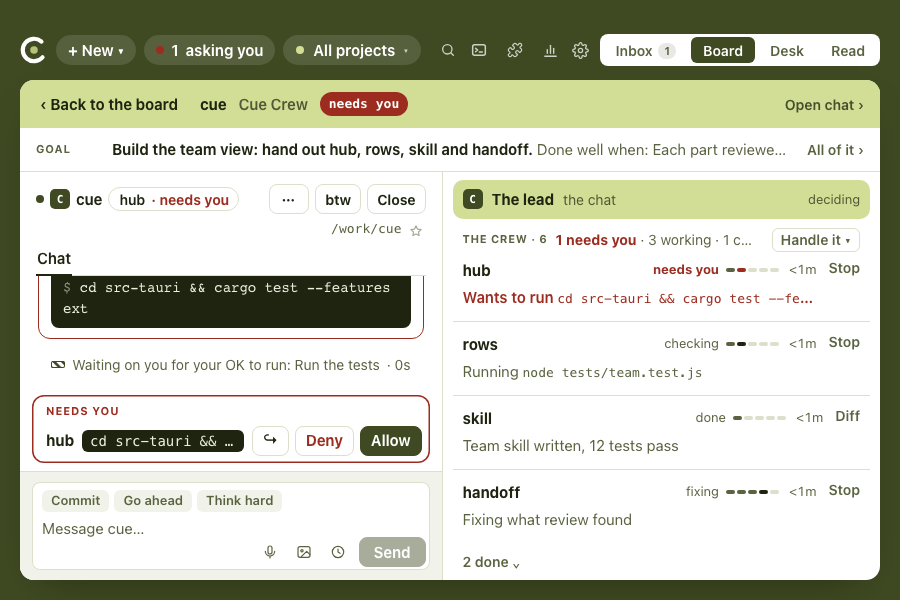 + New ▾
1 asking you
All projects
Inbox 1
Board
Desk
Read
‹ Back to the board cue Cue Crew needs you
Open chat ›
GOAL Build the team view: hand out hub, rows, skill and handoff. Done well when: Each part reviewe… All of it ›
C cue hub · needs you ··· btw Close
/work/cue
Chat
$ cd src-tauri && cargo test --features
ext
Waiting on you for your OK to run: Run the tests · 0s
NEEDS YOU
hub cd src-tauri && … Deny Allow
Commit Go ahead Think hard
Message cue…
Send
C The lead the chat deciding
THE CREW · 6 1 needs you · 3 working · 1 c… Handle it ▾
hub needs you <1m Stop
Wants to run cd src-tauri && cargo test --fe…
rows checking <1m Stop
Running node tests/team.test.js
skill done <1m Diff
Team skill written, 12 tests pass
handoff fixing <1m Stop
Fixing what review found
2 done